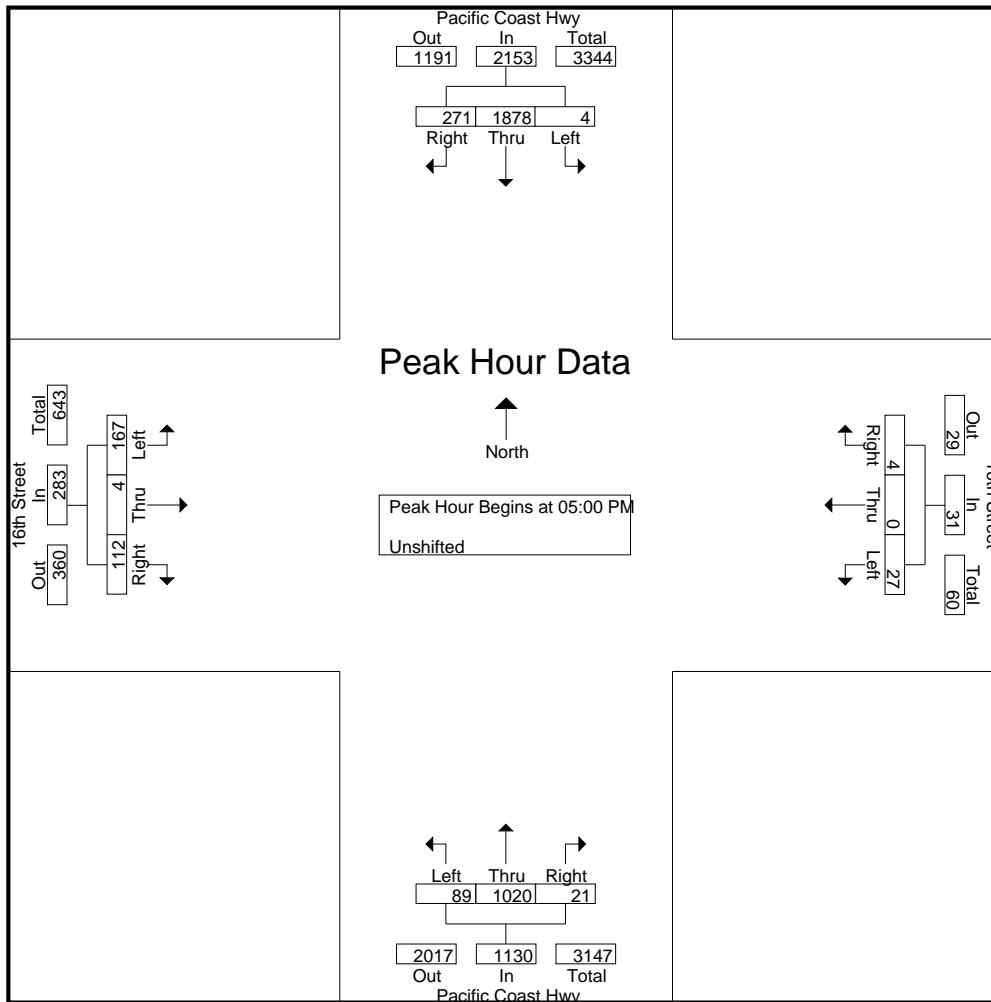 Pacific Coast Hwy
Out In Total
1191 2153 3344
271 1878 4
Right Thru Left
Peak Hour Data
North
Peak Hour Begins at 05:00 PM
Unshifted
16th Street
Total In Out
643 283 360
167 4 112
Left Thru Right
Right Thru Left
4 0 27
29 31 60
Out In Total
Street
Left Thru Right
89 1020 21
2017 1130 3147
Out In Total
Pacific Coast Hwy